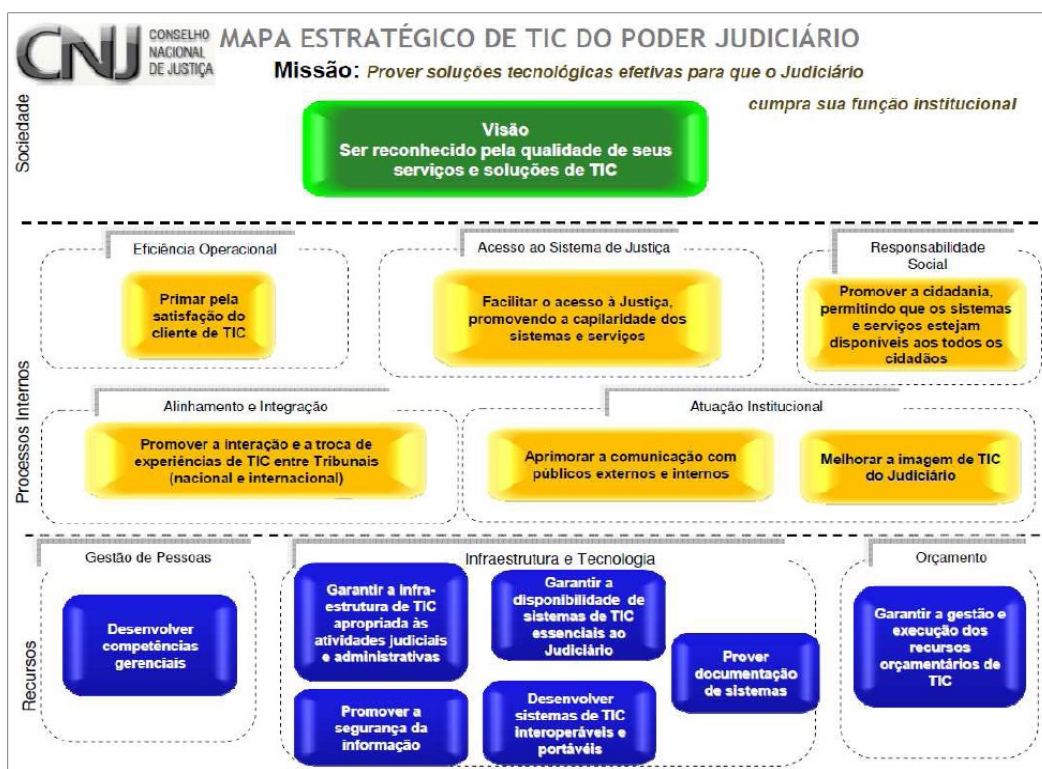 CNJ
CONSELHO
NACIONAL
DE JUSTIÇA
MAPA ESTRATÉGICO DE TIC DO PODER JUDICIÁRIO
Missão: Prover soluções tecnológicas efetivas para que o Judiciário
cumpra sua função institucional
Sociedade
Visão
Ser reconhecido pela qualidade de seus
serviços e soluções de TIC
Processos Internos
Eficiência Operacional
Primar pela
satisfação do
cliente de TIC
Acesso ao Sistema de Justiça
Facilitar o acesso à Justiça,
promovendo a capilaridade dos
sistemas e serviços
Responsabilidade
Social
Promover a cidadania,
permitindo que os sistemas
e serviços estejam
disponíveis aos todos os
cidadãos
Alinhamento e Integração
Promover a interação e a troca de
experiências de TIC entre Tribunais
(nacional e internacional)
Atuação Institucional
Aprimorar a comunicação com
públicos externos e internos
Melhorar a imagem de TIC
do Judiciário
Recursos
Gestão de Pessoas
Desenvolver
competências
gerenciais
Infraestrutura e Tecnologia
Garantir a infra-
estrutura de TIC
apropriada às
atividades judiciais
e administrativas
Garantir a
disponibilidade de
sistemas de TIC
essenciais ao
Judiciário
Prover
documentação
de sistemas
Promover a
segurança da
informação
Desenvolver
sistemas de TIC
interoperáveis e
portávéis
Orçamento
Garantir a gestão e
execução dos
recursos
orçamentários de
TIC